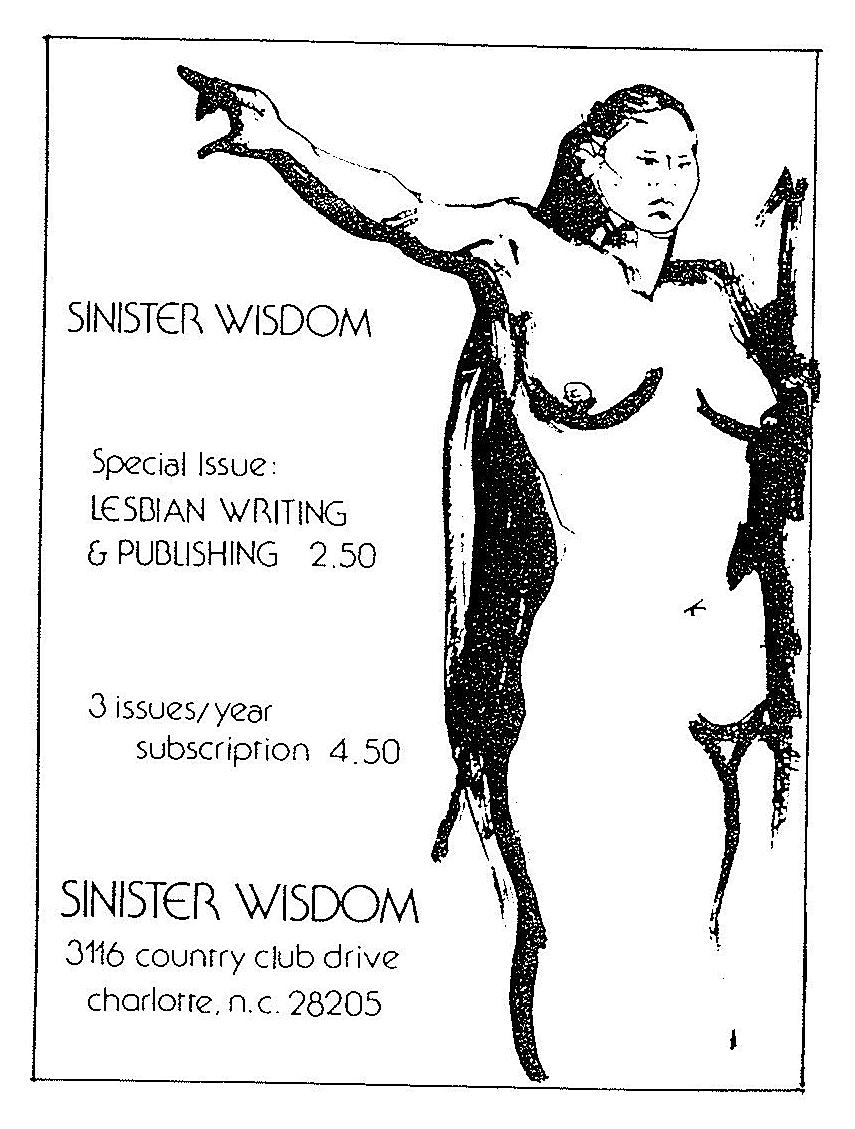 SINISTER WISDOM
Special Issue:
LESBIAN WRITING
& PUBLISHING 2.50
3 issues/year
subscription 4.50
SINISTER WISDOM
3116 country club drive
charlotte, n.c. 28205